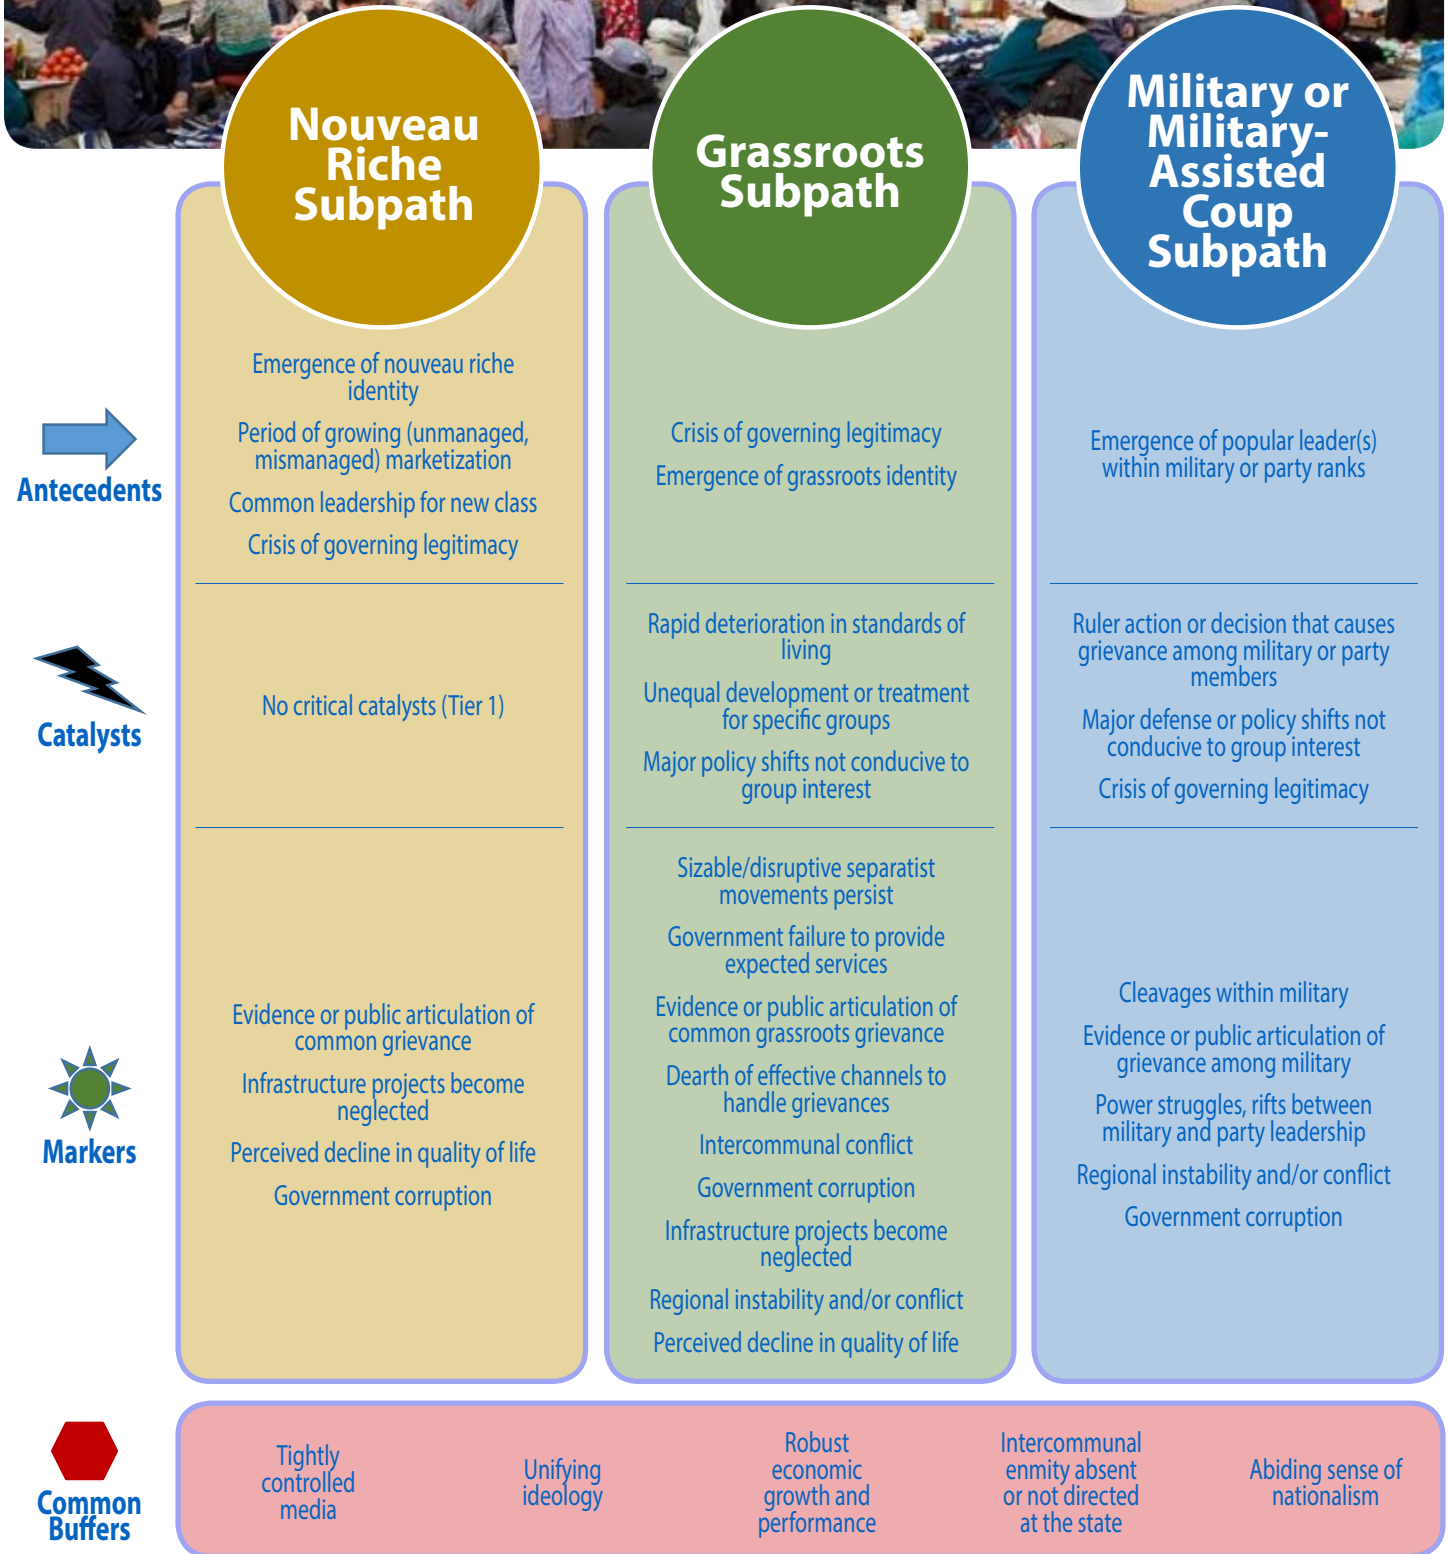 Nouveau
Riche
Subpath
Grassroots
Subpath
Military or
Military-
Assisted
Coup
Subpath
Antecedents
Emergence of nouveau riche
identity
Period of growing (unmanaged,
mismanaged) marketization
Common leadership for new class
Crisis of governing legitimacy
Crisis of governing legitimacy
Emergence of grassroots identity
Emergence of popular leader(s)
within military or party ranks
Catalysts
No critical catalysts (Tier 1)
Rapid deterioration in standards of
living
Unequal development or treatment
for specific groups
Major policy shifts not conducive to
group interest
Ruler action or decision that causes
grievance among military or party
members
Major defense or policy shifts not
conducive to group interest
Crisis of governing legitimacy
Markers
Evidence or public articulation of
common grievance
Infrastructure projects become
neglected
Perceived decline in quality of life
Government corruption
Sizable/disruptive separatist
movements persist
Government failure to provide
expected services
Evidence or public articulation of
common grassroots grievance
Dearth of effective channels to
handle grievances
Intercommunal conflict
Government corruption
Infrastructure projects become
neglected
Regional instability and/or conflict
Perceived decline in quality of life
Cleavages within military
Evidence or public articulation of
grievance among military
Power struggles, rifts between
military and party leadership
Regional instability and/or conflict
Government corruption
Common
Buffers
Tightly
controlled
media
Unifying
ideology
Robust
economic
growth and
performance
Intercommunal
enmity absent
or not directed
at the state
Abiding sense of
nationalism